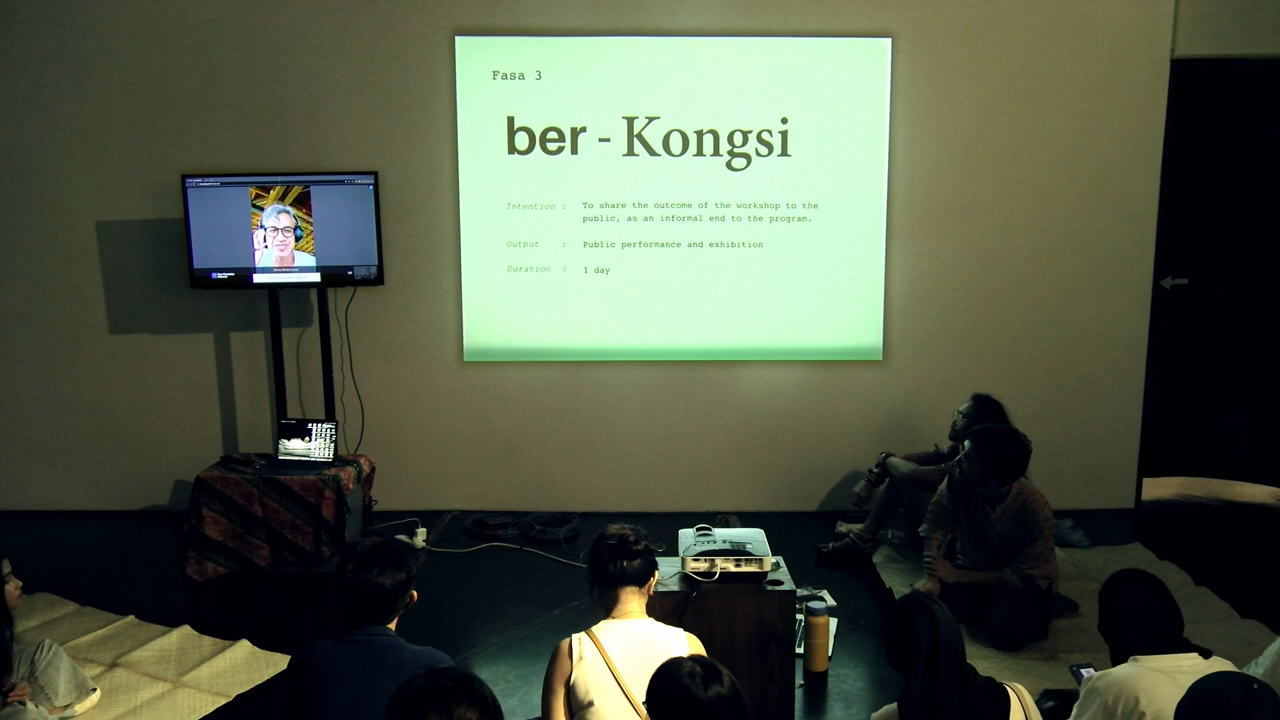 Fasa 3
ber - Kongsi
Intention : To share the outcome of the workshop to the
public, as an informal end to the program.
Output : Public performance and exhibition
Duration : 1 day